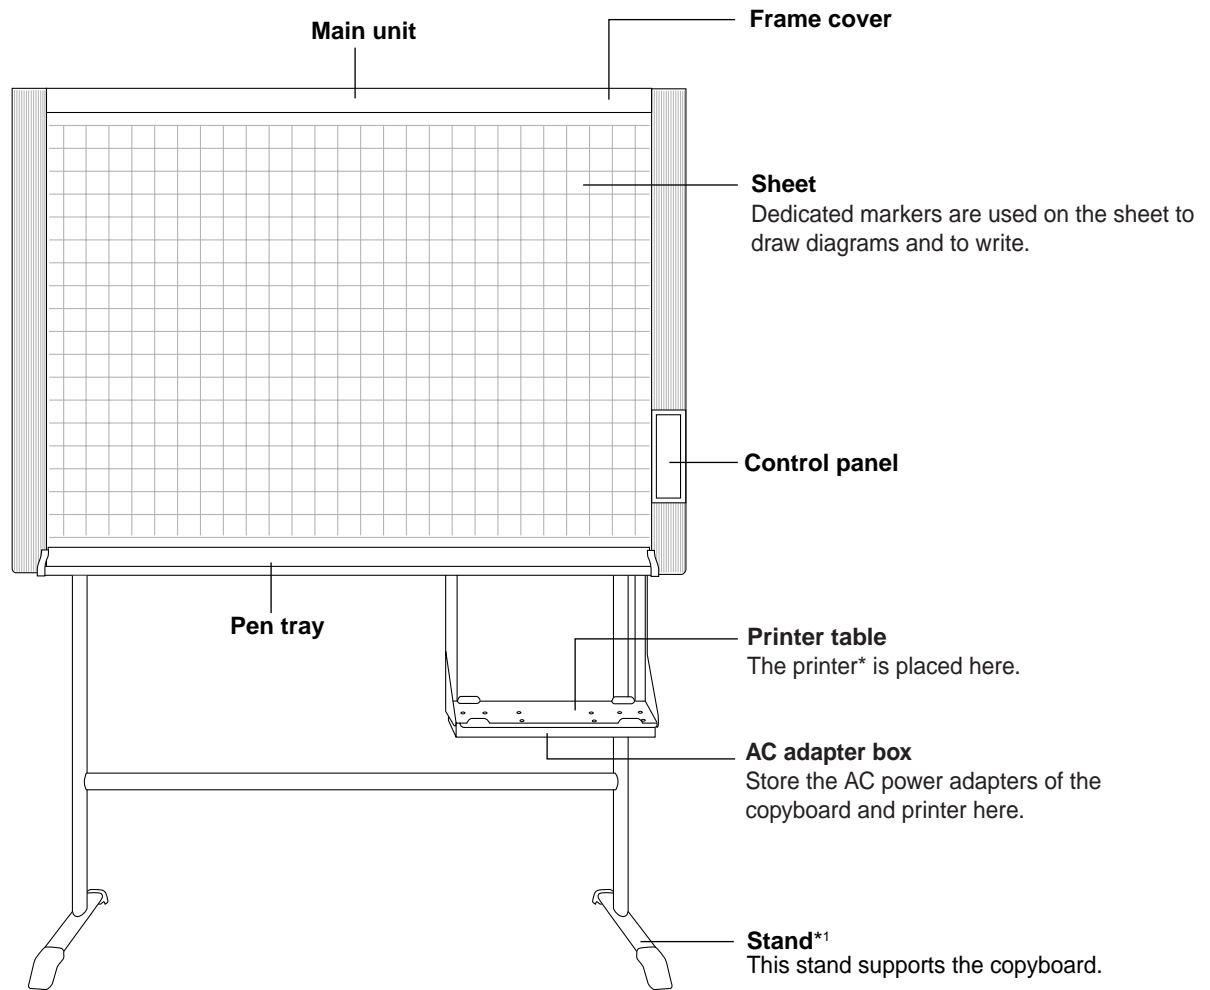 Frame cover
Main unit
Sheet
Dedicated markers are used on the sheet to
draw diagrams and to write.
Control panel
Pen tray
Printer table
The printer* is placed here.
AC adapter box
Store the AC power adapters of the
copyboard and printer here.
Stand*1
This stand supports the copyboard.